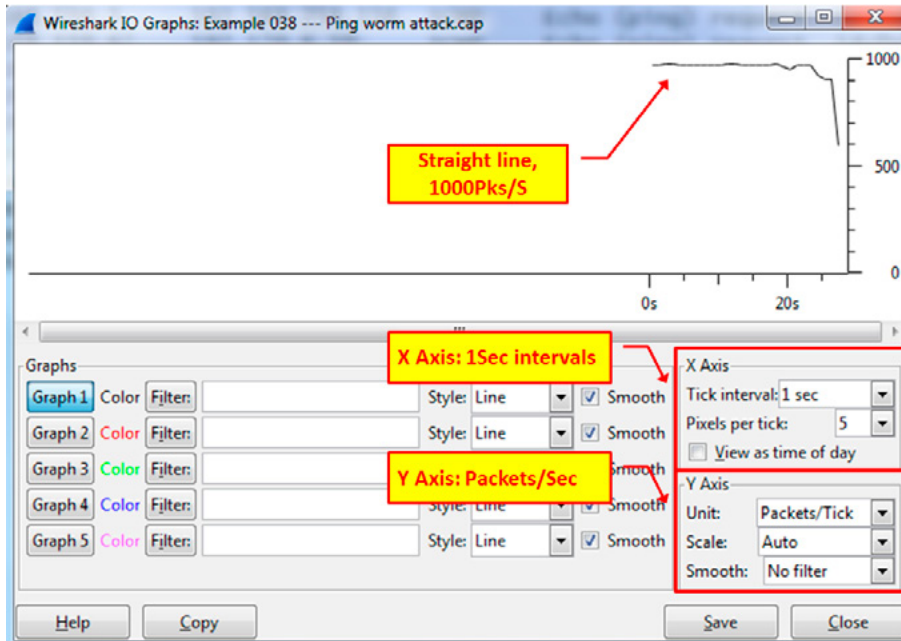 Wireshark IO Graphs: Example 038 --- Ping worm attack.cap
1000
Straight line,
1000Pks/S
500
0
0s 20s
Graphs
X Axis: 1Sec intervals
X Axis
Graph 1 Color Filter: Style: Line Smooth
Tick interval: 1 sec
Graph 2 Color Filter: Style: Line Smooth
Pixels per tick: 5
Graph 3 Color Filter: Smooth
View as time of day
Y Axis: Packets/Sec
Y Axis
Graph 4 Color Filter: Style: Line Smooth
Unit: Packets/Tick
Graph 5 Color Filter: Style: Line Smooth
Scale: Auto
Smooth: No filter
Help Copy Save Close